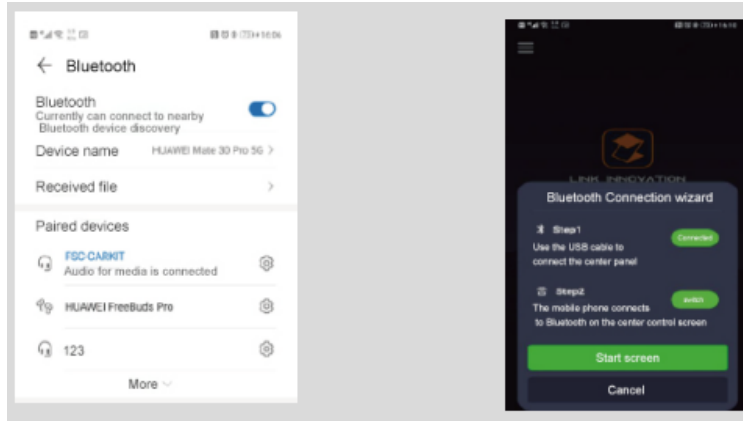 16:06
Bluetooth
Bluetooth
Currently can connect to nearby
Bluetooth device discovery
Device name HUAWEI Mate 30 Pro 5G
Received file
Paired devices
FSC-CARKIT
Audio for media is connected
HUAWEI FreeBuds Pro
123
More
LINK INNOVATION
Bluetooth Connection wizard
Step1
Use the USB cable to
connect the center panel
Connected
Step2
The mobile phone connects
to Bluetooth on the center control screen
switch
Start screen
Cancel